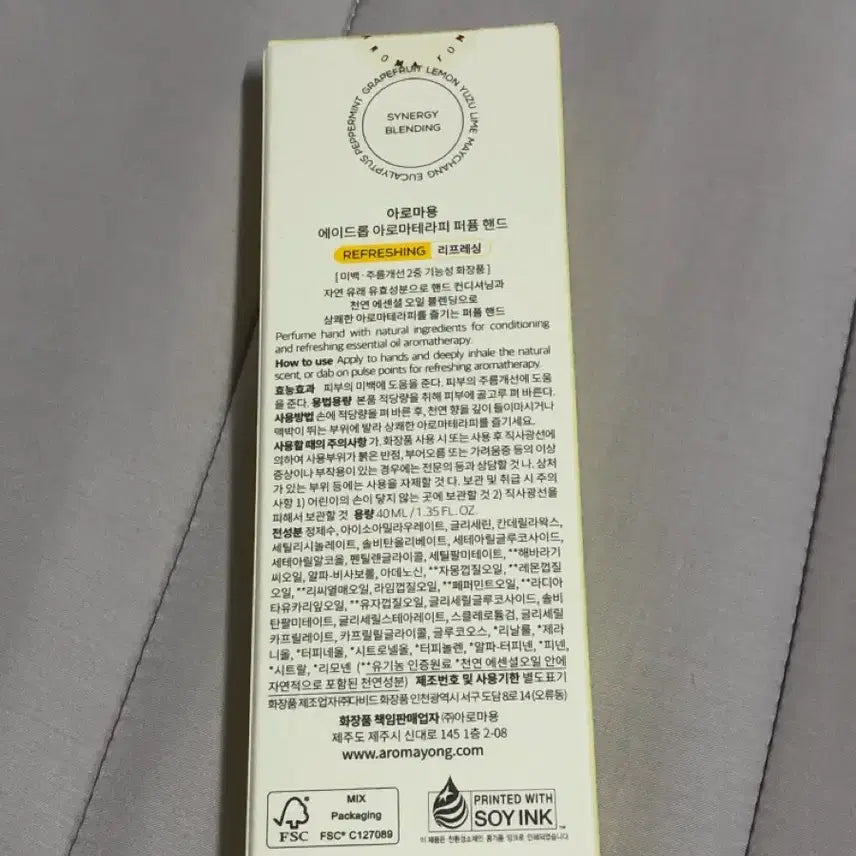 AROMA YOM
PEPPERMINT GRAPEFRUIT LEMON YUZU LIME MAYCHANG EUCALYPTUS
SYNERGY
BLENDING
아로마용
에이드롭 아로마테라피 퍼퓸 핸드
REFRESHING 리프레싱
[ 미백 · 주름개선 2중 기능성 화장품 ]
자연 유래 유효성분으로 핸드 컨디셔닝과
천연 에센셜 오일 블렌딩으로
상쾌한 아로마테라피를 즐기는 퍼퓸 핸드
Perfume hand with natural ingredients for conditioning
and refreshing essential oil aromatherapy.
How to use Apply to hands and deeply inhale the natural
scent, or dab on pulse points for refreshing aromatherapy.
효능효과 피부의 미백에 도움을 준다. 피부의 주름개선에 도움
을 준다. 용법용량 본품 적당량을 취해 피부에 골고루 펴 바른다.
사용방법 손에 적당량을 펴 바른 후, 천연 향을 깊이 들이마시거나
맥박이 뛰는 부위에 발라 상쾌한 아로마테라피를 즐기세요.
사용할 때의 주의사항 가. 화장품 사용 시 또는 사용 후 직사광선에
의하여 사용부위가 붉은 반점, 부어오름 또는 가려움증 등의 이상
증상이나 부작용이 있는 경우에는 전문의 등과 상담할 것 나. 상처
가 있는 부위 등에는 사용을 자제할 것 다. 보관 및 취급 시 주의
사항 1) 어린이의 손이 닿지 않는 곳에 보관할 것 2) 직사광선을
피해서 보관할 것 용량 40ML / 1.35 FL. OZ.
전성분 정제수, 아이소아밀라우레이트, 글리세린, 칸데릴라왁스,
세틸리시놀레이트, 솔비탄올리베이트, 세테아릴글루코사이드,
세테아릴알코올, 펜틸렌글라이콜, 세틸팔미테이트, **해바라기
씨오일, 알파-비사보롤, 아데노신, **자몽껍질오일, **레몬껍질
오일, **리씨열매오일, 라임껍질오일, **페퍼민트오일, **라디아
타유카리잎오일, **유자껍질오일, 글리세릴글루코사이드, 솔비
탄팔미테이트, 글리세릴스테아레이트, 스클레로튬검, 글리세릴
카프릴레이트, 카프릴릴글라이콜, 글루코오스, *리날룰, *제라
니올, *터피네올, *시트로넬올, *터피놀렌, *알파-터피넨, *피넨,
*시트랄, *리모넨 (**유기농 인증원료 *천연 에센셜오일 안에
자연적으로 포함된 천연성분) 제조번호 및 사용기한 별도표기
화장품 제조업자 ㈜다비드 화장품 인천광역시 서구 도담8로 14 (오류동)
화장품 책임판매업자 ㈜아로마용
제주도 제주시 신대로 145 1층 2-08
www.aromayong.com
FSC
MIX
Packaging
FSC® C127089
PRINTED WITH
SOY INK™
이 제품은 친환경소재인 콩기름 잉크로 인쇄되었습니다.